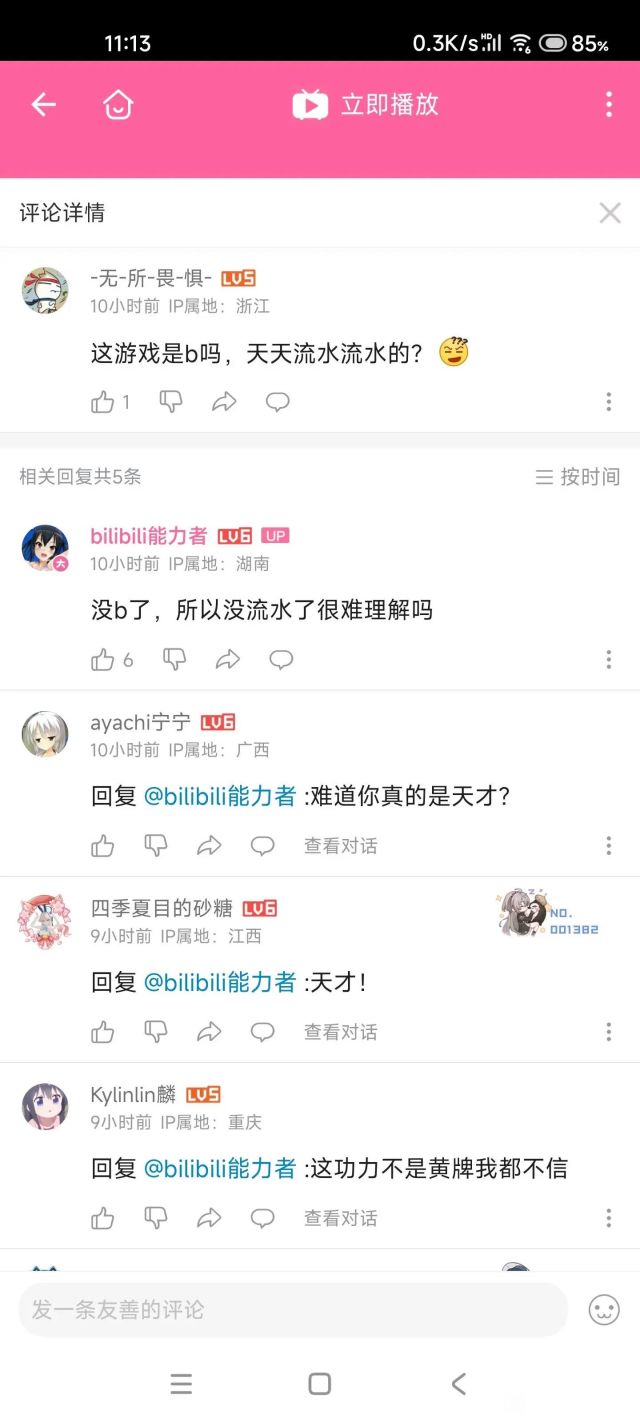 11:13 0.3K/s HD 6 85%
立即播放
评论详情
-无-所-畏-惧- LV5
10小时前 IP属地：浙江
这游戏是b吗，天天流水流水的？ ???
1
相关回复共5条 按时间
bilibili能力者 LV6 UP
大
10小时前 IP属地：湖南
没b了，所以没流水了很难理解吗
6
ayachi宁宁 LV6
10小时前 IP属地：广西
回复 @bilibili能力者 :难道你真的是天才？
查看对话
四季夏目的砂糖 LV6
NO.
001382
9小时前 IP属地：江西
回复 @bilibili能力者 :天才！
查看对话
Kylinlin麟 LV5
9小时前 IP属地：重庆
回复 @bilibili能力者 :这功力不是黄牌我都不信
查看对话
发一条友善的评论